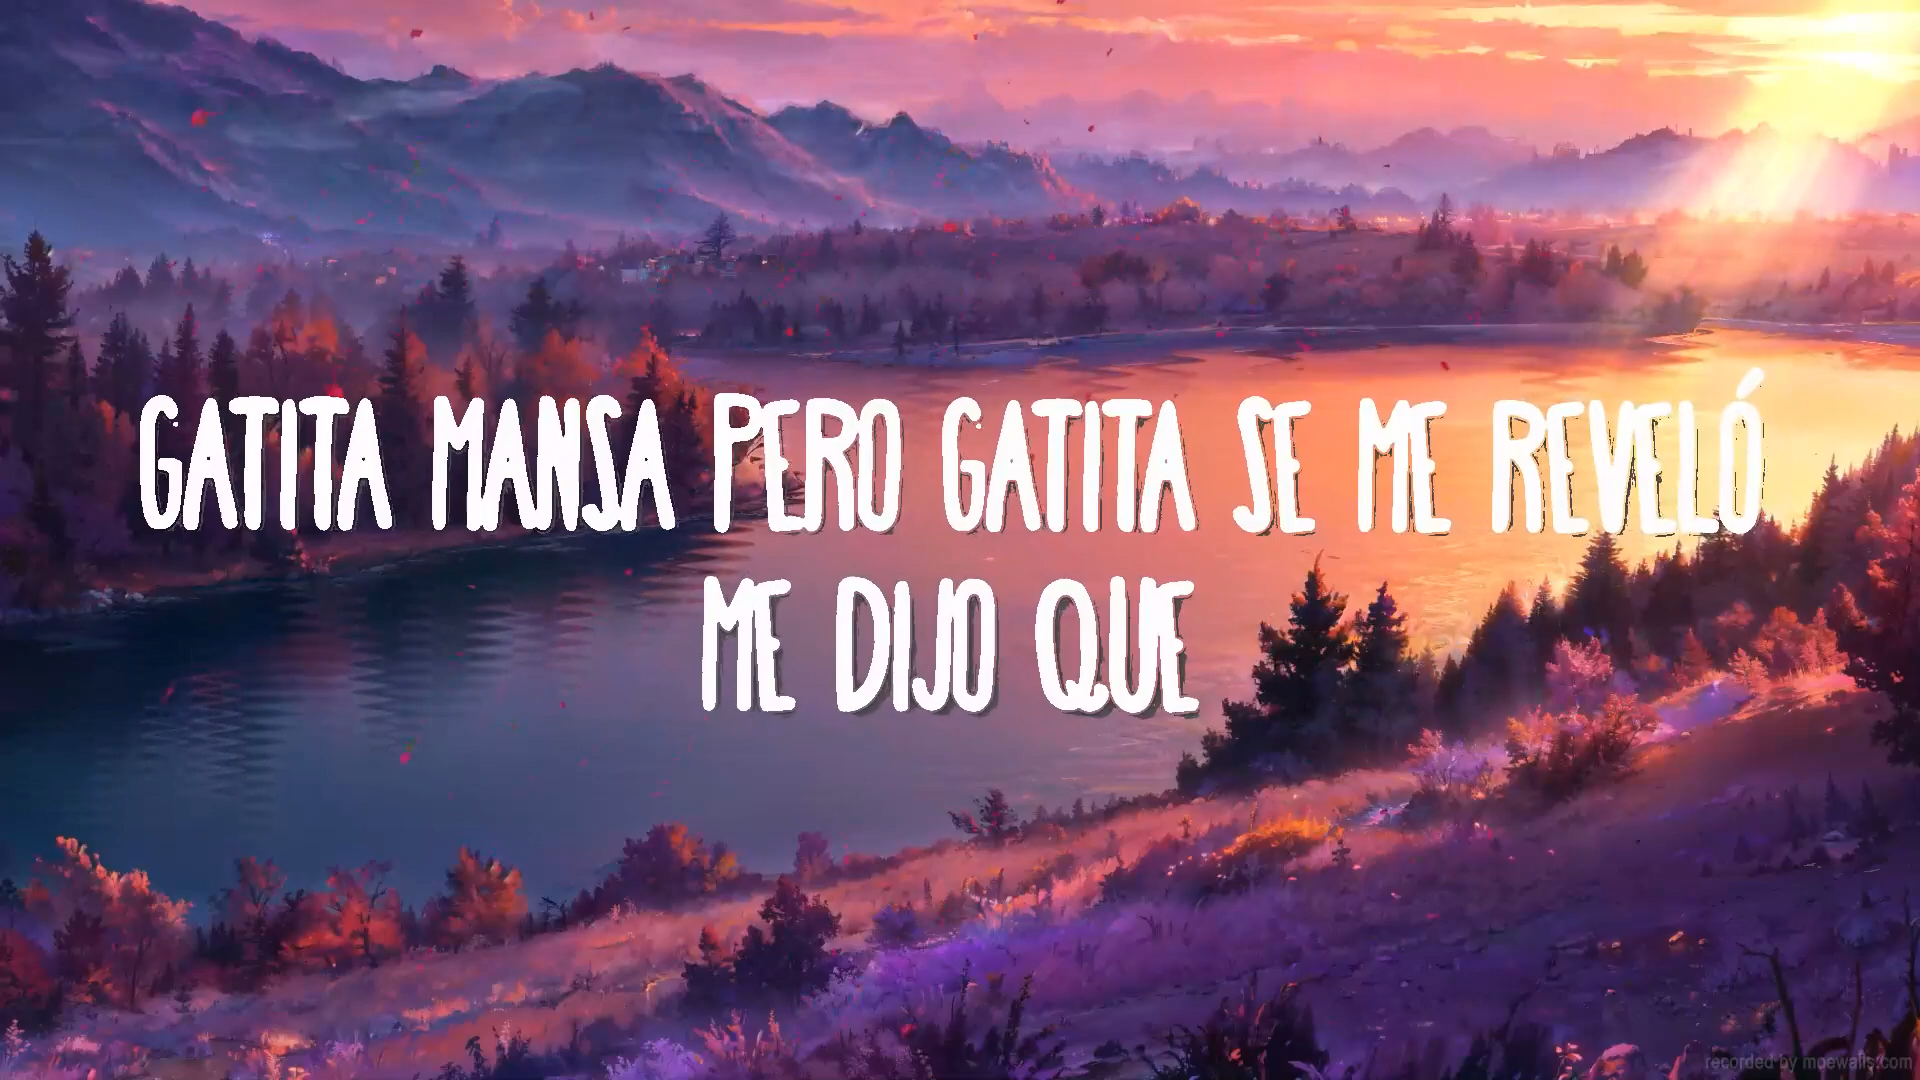 GATITA MANSA PERO GATITA SE ME REVELÓ
ME DIJO QUE
recorded by moewalls.com